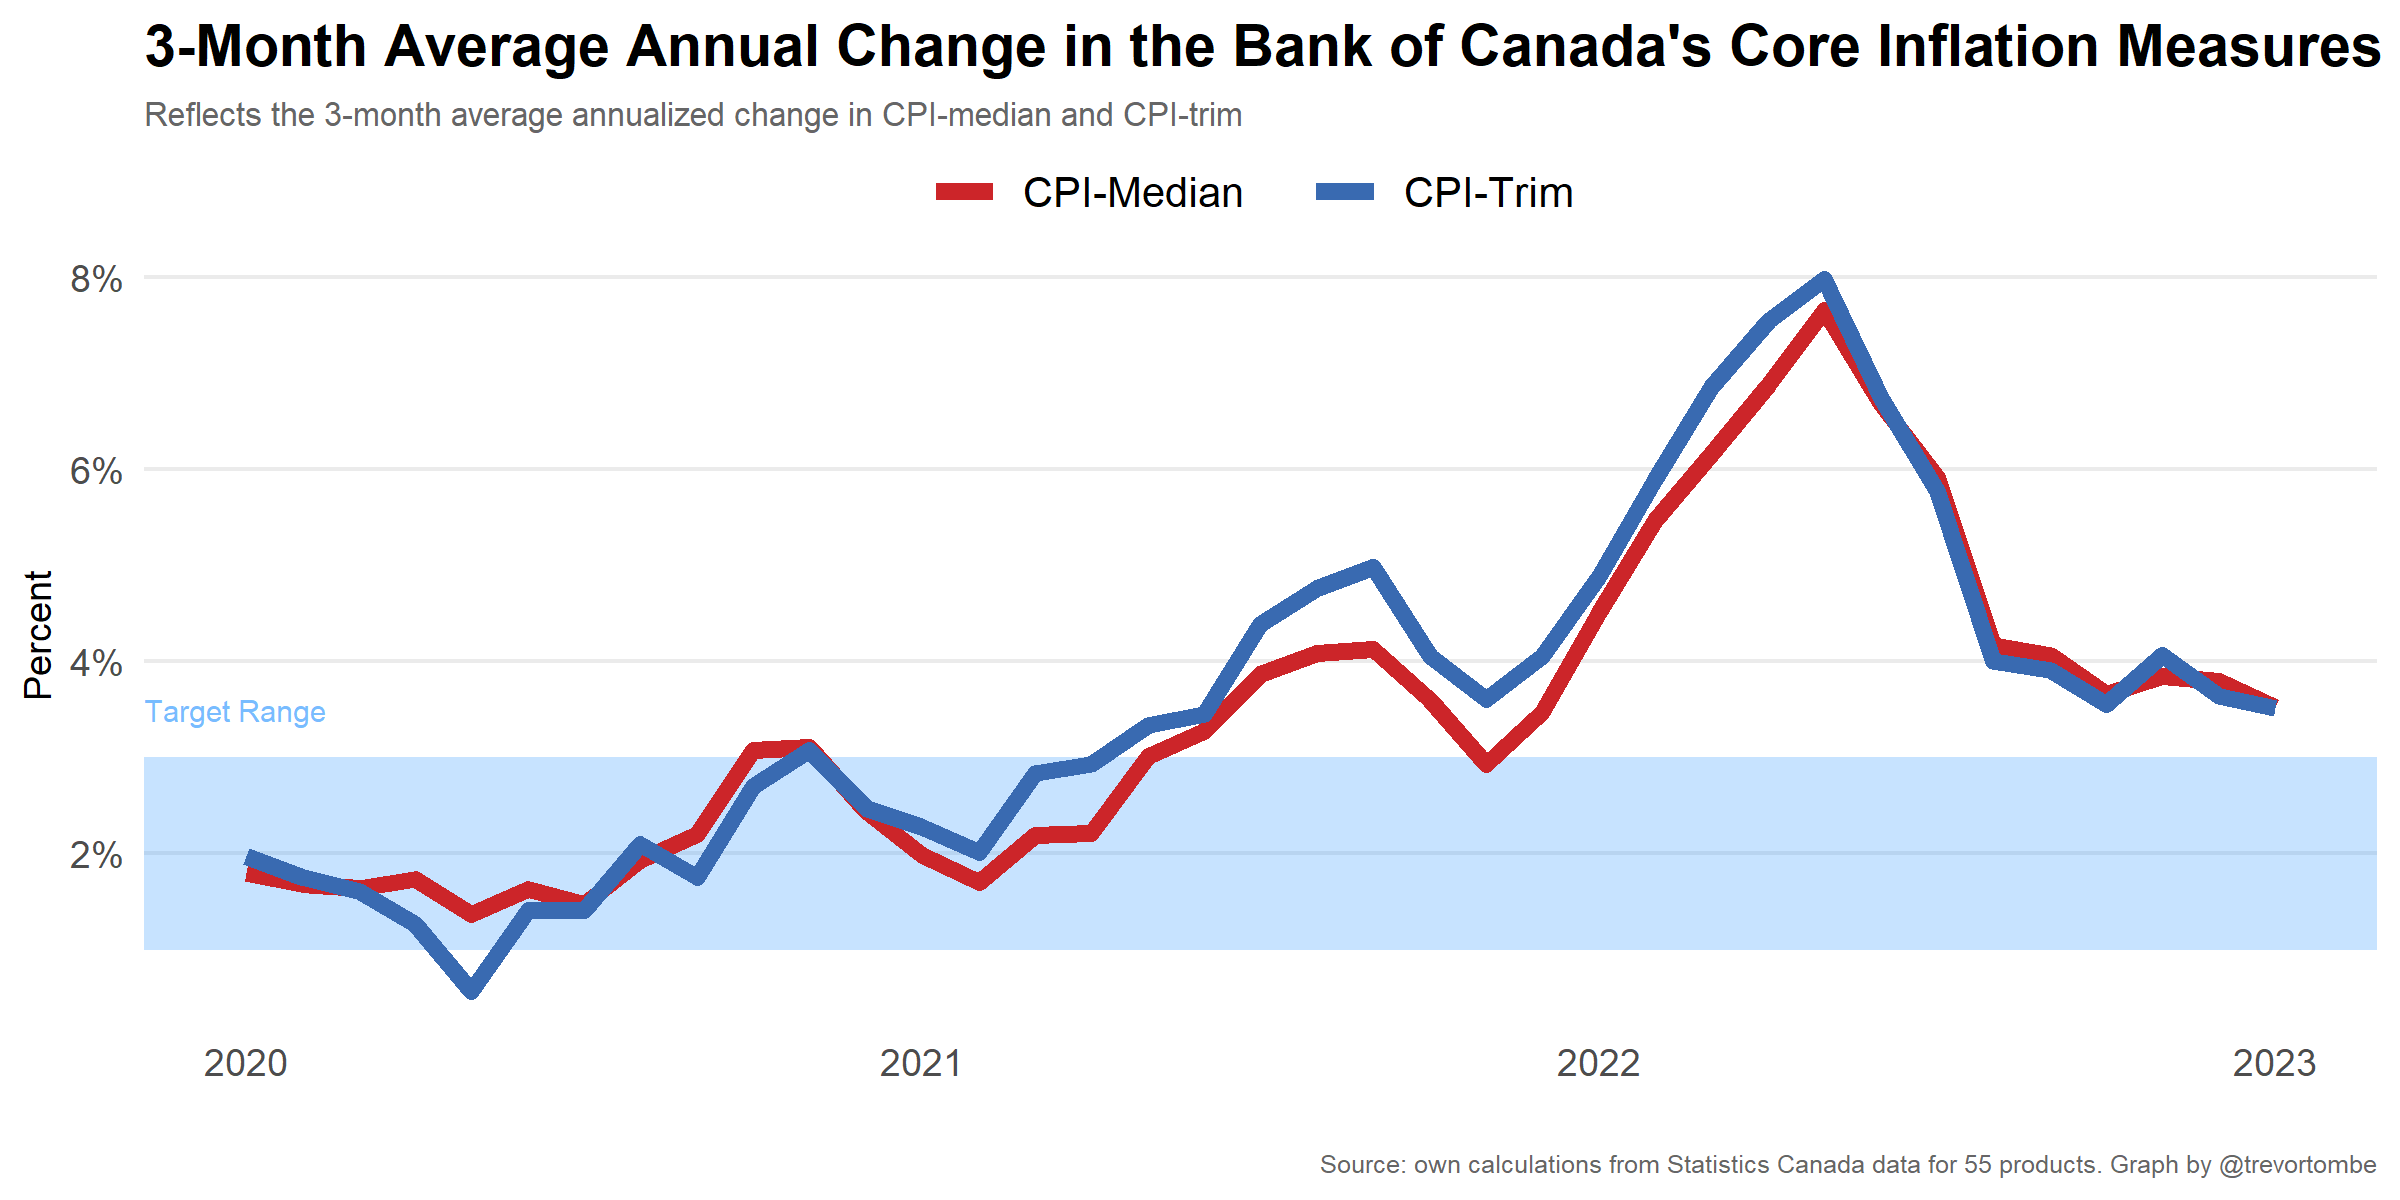 3-Month Average Annual Change in the Bank of Canada's Core Inflation Measures
Reflects the 3-month average annualized change in CPI-median and CPI-trim
CPI-Median CPI-Trim
8%
6%
Percent
4%
Target Range
2%
2020 2021 2022 2023
Source: own calculations from Statistics Canada data for 55 products. Graph by @trevortombe